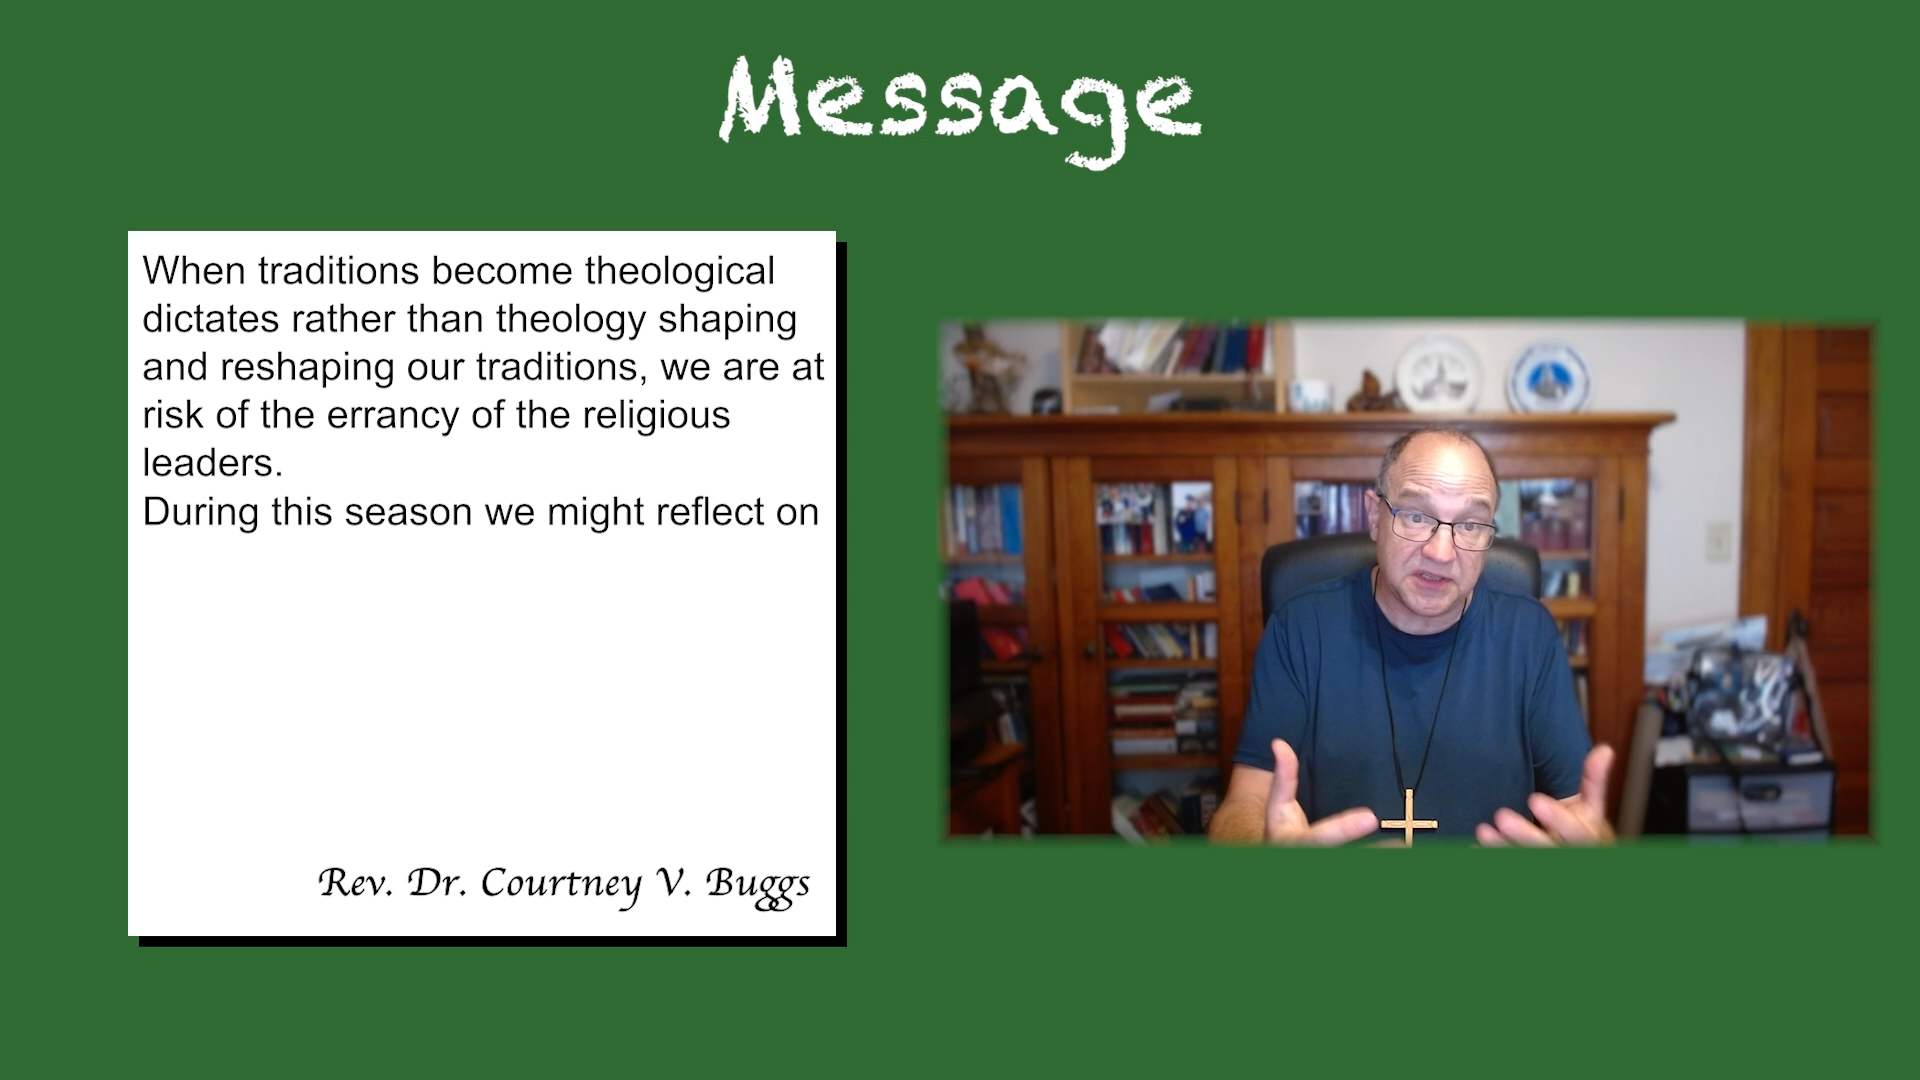 Message
When traditions become theological
dictates rather than theology shaping
and reshaping our traditions, we are at
risk of the errancy of the religious
leaders.
During this season we might reflect on
Rev. Dr. Courtney V. Buggs